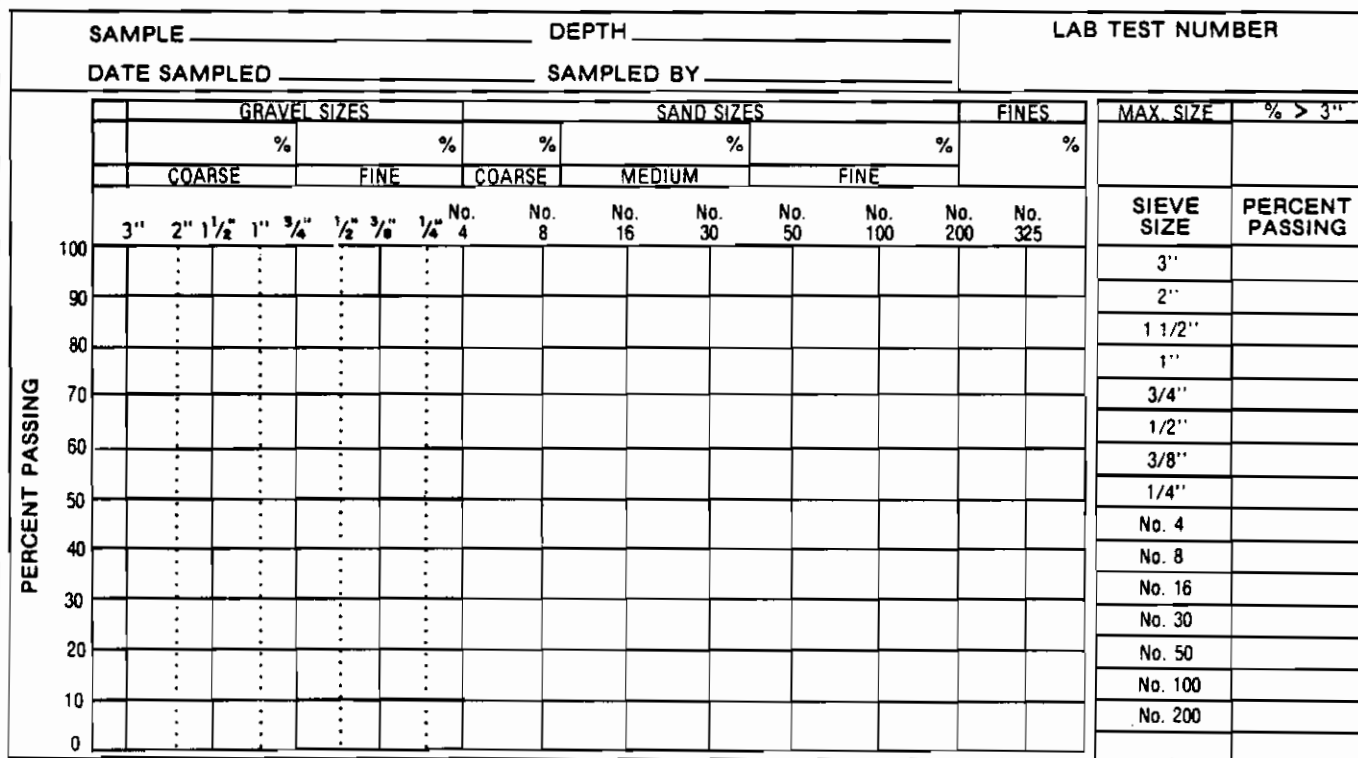 SAMPLE DEPTH LAB TEST NUMBER
DATE SAMPLED SAMPLED BY
GRAVEL SIZES SAND SIZES FINES MAX. SIZE % > 3"
% % % % % %
COARSE FINE COARSE MEDIUM FINE
3" 2" 1 1/2" 1" 3/4" 1/2" 3/8" 1/4" No. 4 No. 8 No. 16 No. 30 No. 50 No. 100 No. 200 No. 325
PERCENT PASSING
100
90
80
70
60
50
40
30
20
10
0
SIEVE SIZE PERCENT PASSING
3"
2"
1 1/2"
1"
3/4"
1/2"
3/8"
1/4"
No. 4
No. 8
No. 16
No. 30
No. 50
No. 100
No. 200